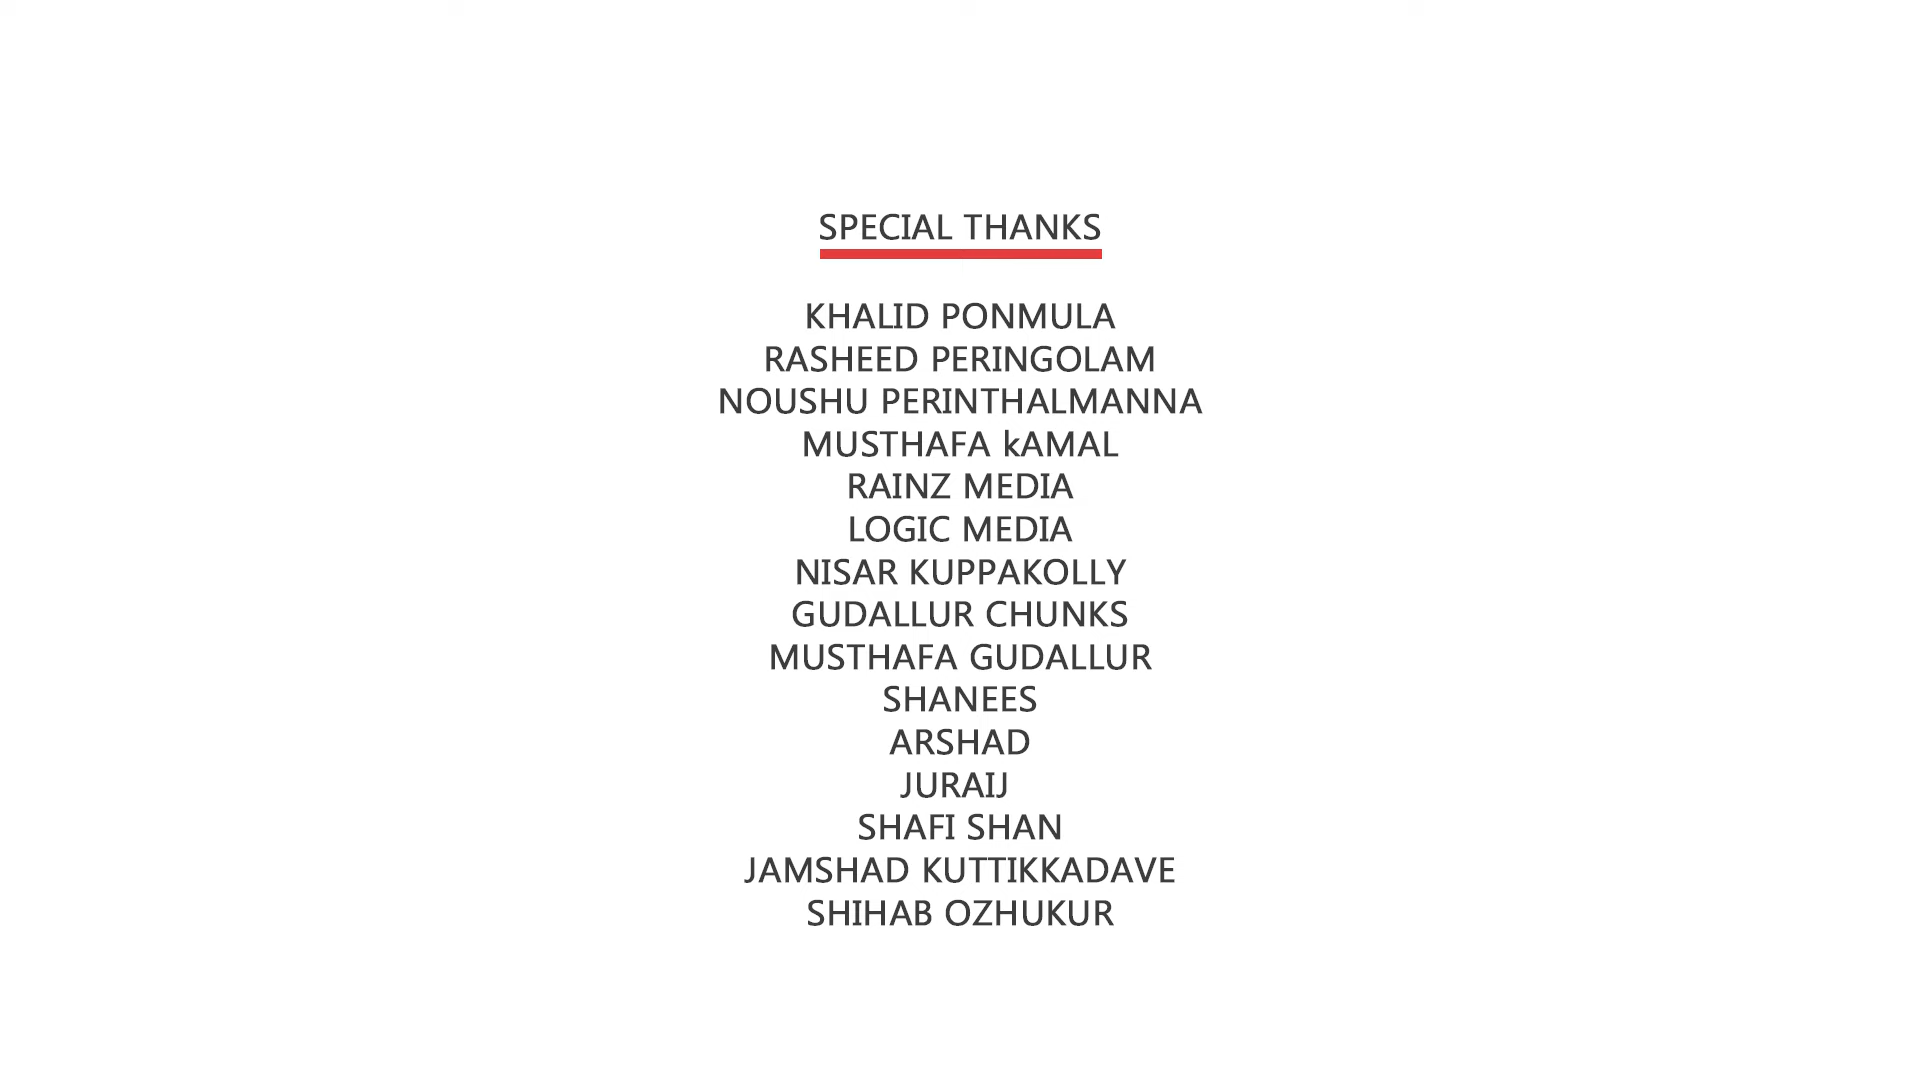 SPECIAL THANKS
KHALID PONMULA
RASHEED PERINGOLAM
NOUSHU PERINTHALMANNA
MUSTHAFA kAMAL
RAINZ MEDIA
LOGIC MEDIA
NISAR KUPPAKOLLY
GUDALLUR CHUNKS
MUSTHAFA GUDALLUR
SHANEES
ARSHAD
JURAIJ
SHAFI SHAN
JAMSHAD KUTTIKKADAVE
SHIHAB OZHUKUR